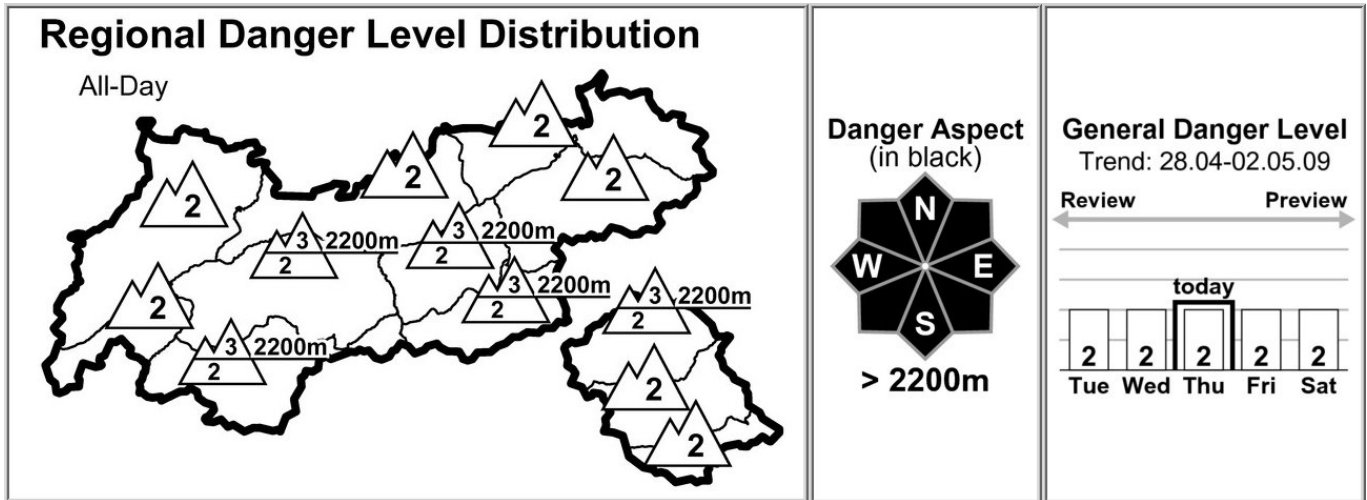 Regional Danger Level Distribution
All-Day
2
2
2
2
3 2200m
2
3 2200m
2
3 2200m
2
3 2200m
2
2
3 2200m
2
2
2
Danger Aspect
(in black)
N
W E
S
> 2200m
General Danger Level
Trend: 28.04-02.05.09
Review Preview
today
2 2 2 2 2
Tue Wed Thu Fri Sat